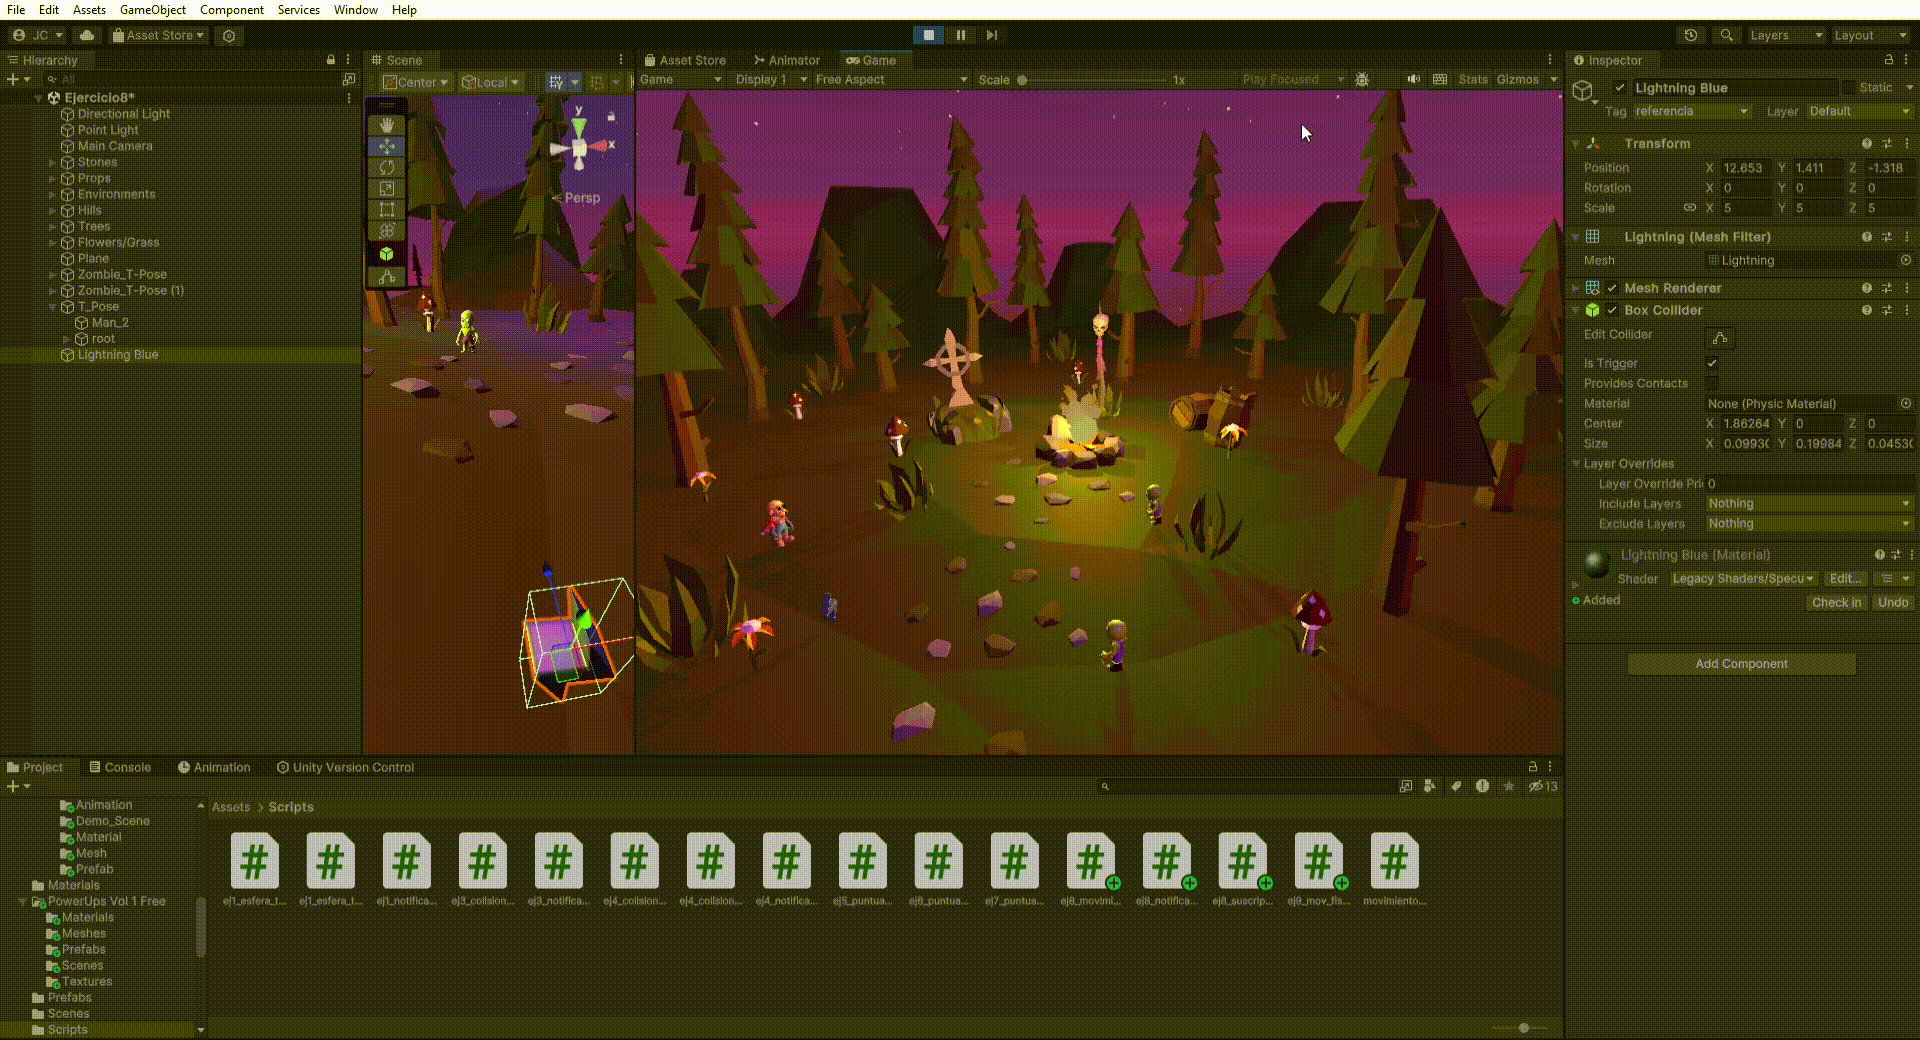 File Edit Assets GameObject Component Services Window Help
JC Asset Store Layers Layout
Hierarchy
All
Ejercicio8*
Directional Light
Point Light
Main Camera
Stones
Props
Environments
Hills
Trees
Flowers/Grass
Plane
Zombie_T-Pose
Zombie_T-Pose (1)
T_Pose
Man_2
root
Lightning Blue
Scene
Center Local
y
x
Persp
Asset Store Animator Game
Game Display 1 Free Aspect Scale 1x Play Focused Stats Gizmos
Inspector
Lightning Blue Static
Tag referencia Layer Default
Transform
Position X 12.653 Y 1.411 Z -1.318
Rotation X 0 Y 0 Z 0
Scale X 5 Y 5 Z 5
Lightning (Mesh Filter)
Mesh Lightning
Mesh Renderer
Box Collider
Edit Collider
Is Trigger
Provides Contacts
Material None (Physic Material)
Center X 1.86264 Y 0 Z 0
Size X 0.0993( Y 0.19984 Z 0.0453(
Layer Overrides
Layer Override Pri 0
Include Layers Nothing
Exclude Layers Nothing
Lightning Blue (Material)
Shader Legacy Shaders/Specu Edit...
Added Check in Undo
Add Component
Project Console Animation Unity Version Control
13
Animation
Demo_Scene
Material
Mesh
Prefab
Materials
PowerUps Vol 1 Free
Materials
Meshes
Prefabs
Scenes
Textures
Prefabs
Scenes
Scripts
Assets > Scripts
# # # # # # # # # # # # # # # #
ej1_esfera_t... ej1_esfera_t... ej1_notifica... ej3_colision... ej3_notifica... ej4_colision... ej4_colision... ej4_notifica... ej5_puntua... ej6_puntua... ej7_puntua... ej8_movimi... ej8_notifica... ej8_suscrip... ej9_mov_fis... movimiento...